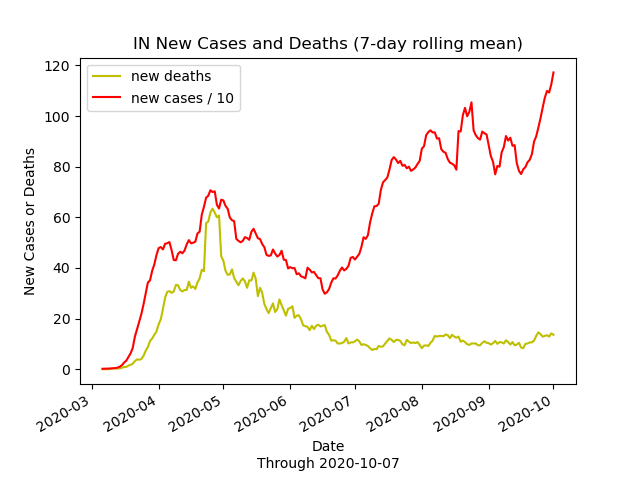 IN New Cases and Deaths (7-day rolling mean)
new deaths
new cases / 10
120
100
80
60
40
20
0
New Cases or Deaths
2020-03
2020-04
2020-05
2020-06
2020-07
2020-08
2020-09
2020-10
Date
Through 2020-10-07